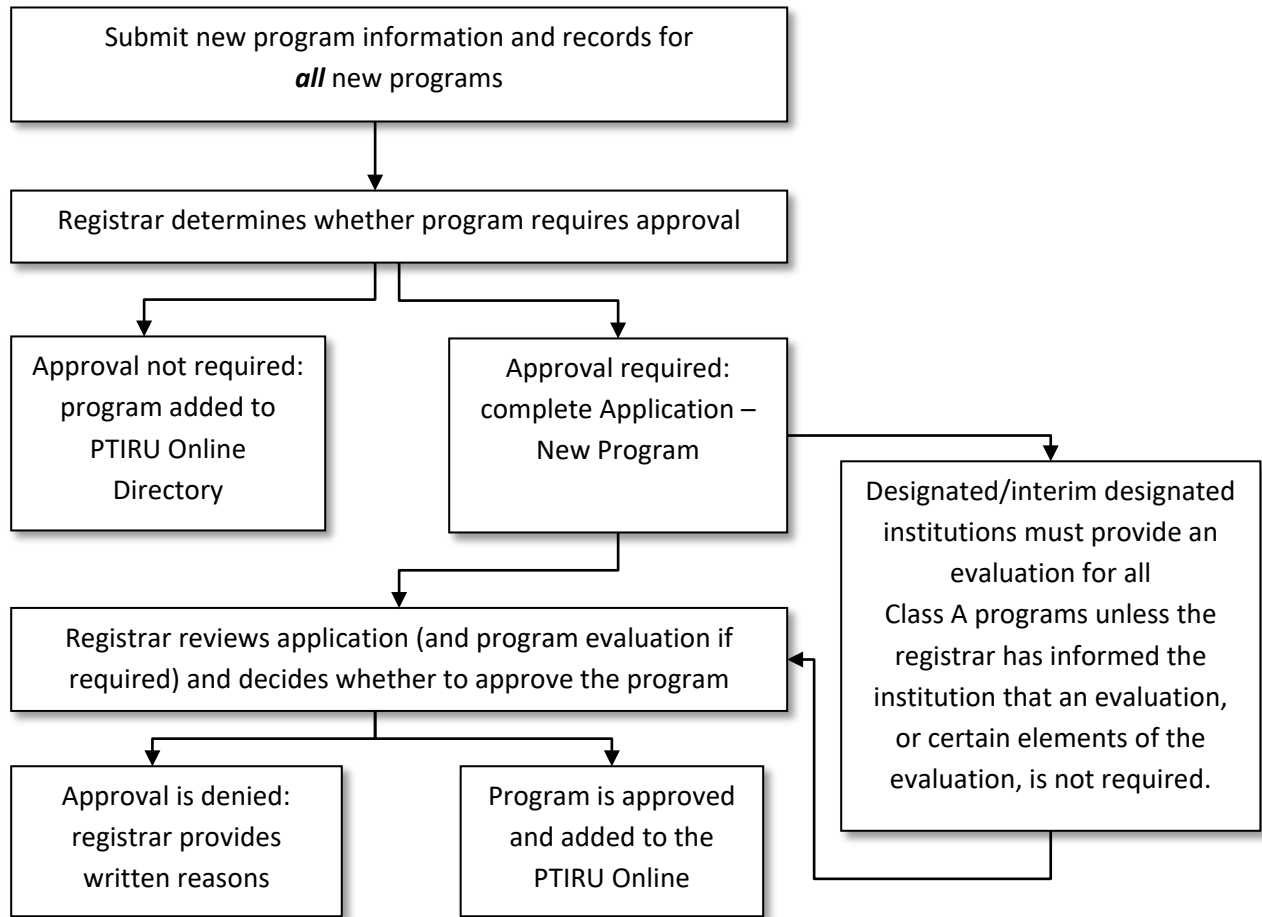 Submit new program information and records for
all new programs
Registrar determines whether program requires approval
Approval not required:
program added to
PTIRU Online
Directory
Approval required:
complete Application –
New Program
Designated/interim designated
institutions must provide an
evaluation for all
Class A programs unless the
registrar has informed the
institution that an evaluation,
or certain elements of the
evaluation, is not required.
Registrar reviews application (and program evaluation if
required) and decides whether to approve the program
Approval is denied:
registrar provides
written reasons
Program is approved
and added to the
PTIRU Online